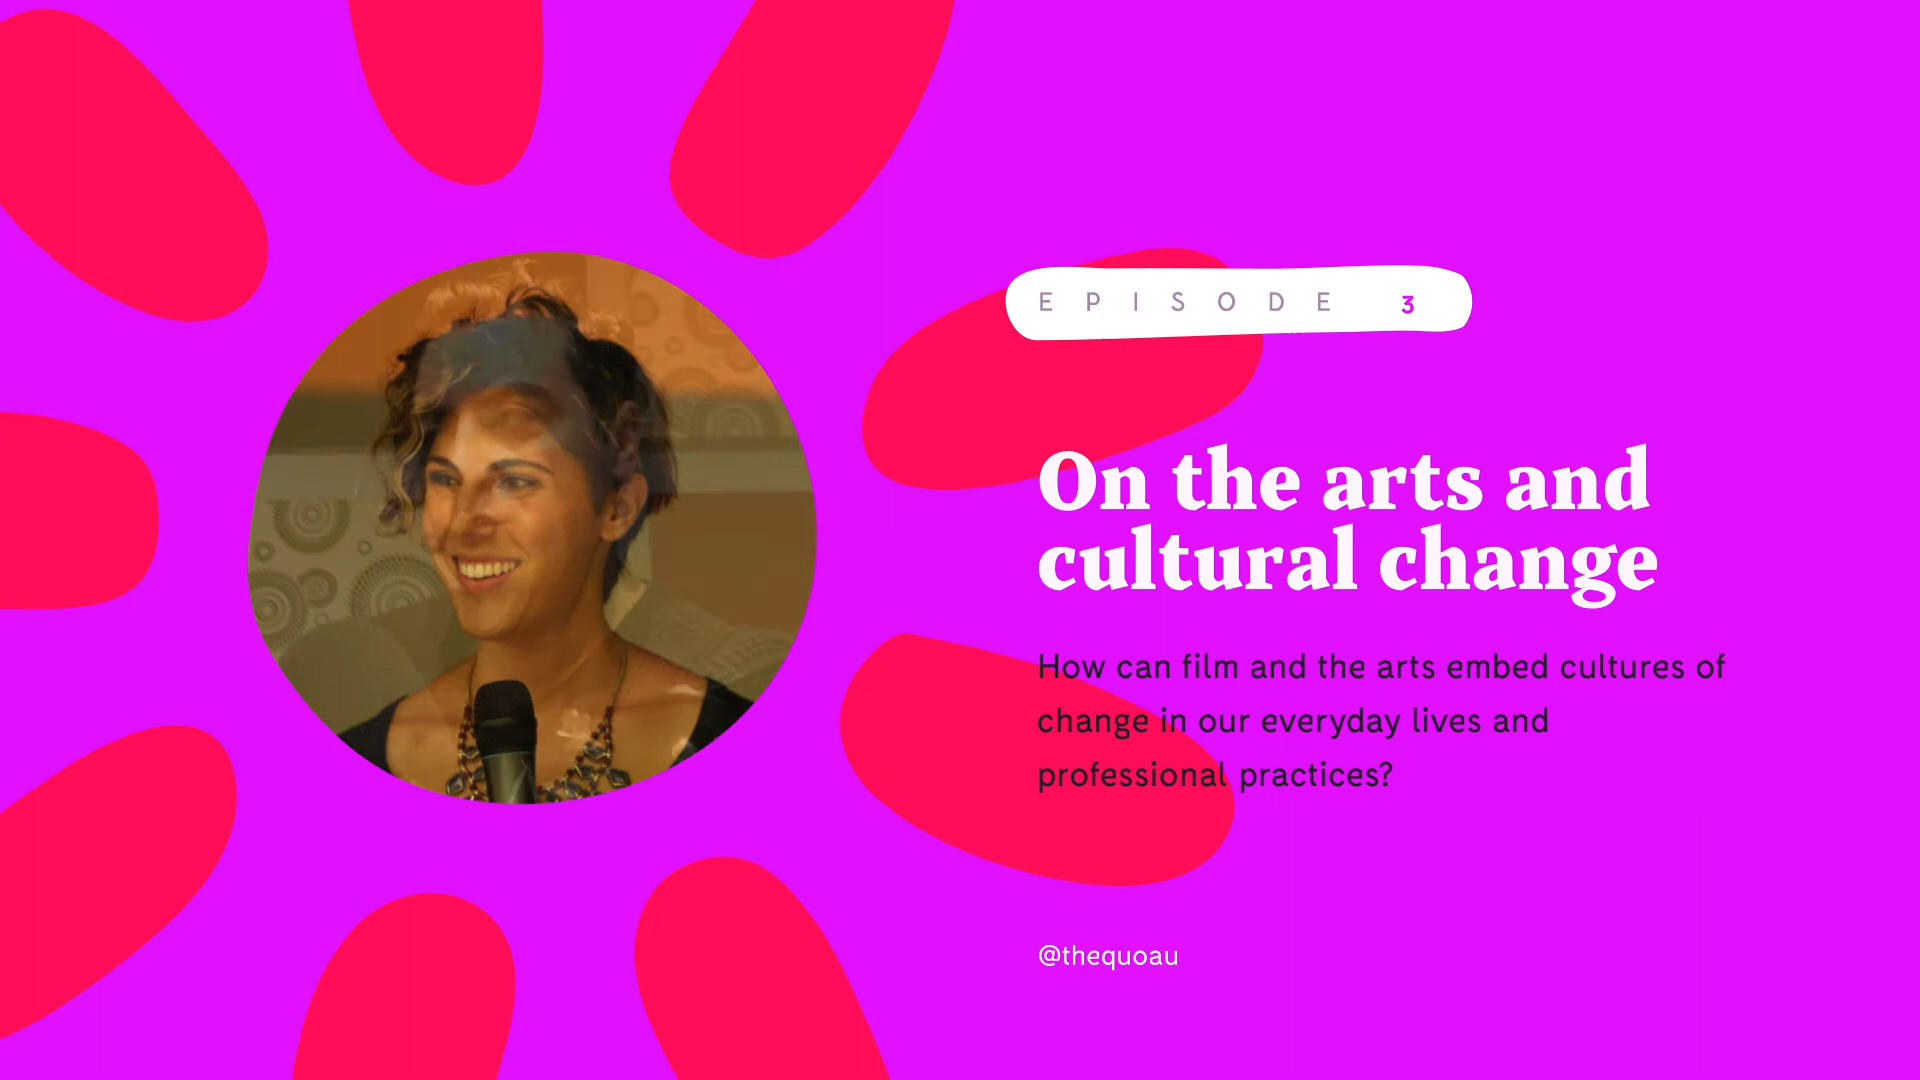 EPISODE 3
On the arts and
cultural change
How can film and the arts embed cultures of
change in our everyday lives and
professional practices?
@thequoau